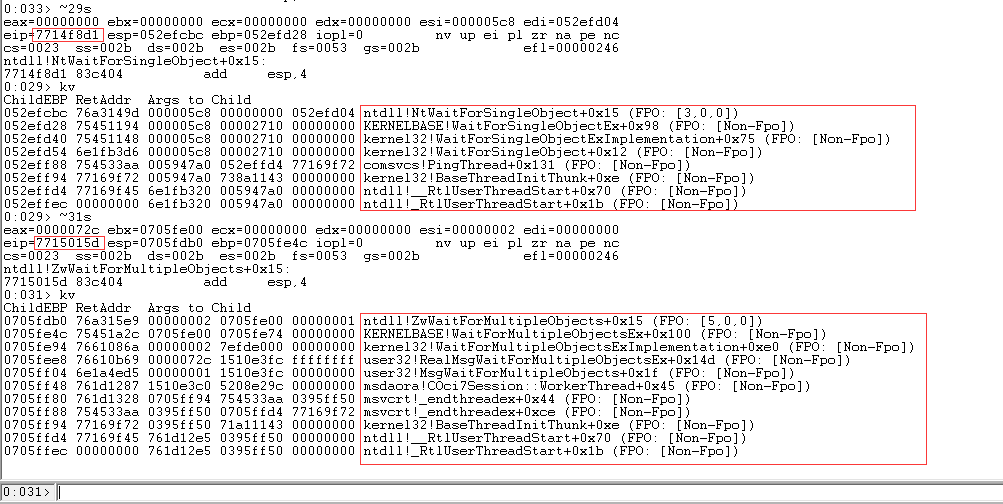 0:033> ~29s
eax=00000000 ebx=00000000 ecx=00000000 edx=00000000 esi=000005c8 edi=052efd04
eip=7714f8d1 esp=052efcbc ebp=052efd28 iopl=0         nv up ei pl zr na pe nc
cs=0023  ss=002b  ds=002b  es=002b  fs=0053  gs=002b             efl=00000246
ntdll!NtWaitForSingleObject+0x15:
7714f8d1 83c404          add     esp,4
0:029> kv
ChildEBP RetAddr  Args to Child
052efcbc 76a3149d 000005c8 00000000 052efd04 ntdll!NtWaitForSingleObject+0x15 (FPO: [3,0,0])
052efd28 75451194 000005c8 00002710 00000000 KERNELBASE!WaitForSingleObjectEx+0x98 (FPO: [Non-Fpo])
052efd40 75451148 000005c8 00002710 00000000 kernel32!WaitForSingleObjectExImplementation+0x75 (FPO: [Non-Fpo])
052efd54 6e1fb3d6 000005c8 00002710 00000000 kernel32!WaitForSingleObject+0x12 (FPO: [Non-Fpo])
052eff88 754533aa 005947a0 052effd4 77169f72 comsvcs!PingThread+0x131 (FPO: [Non-Fpo])
052eff94 77169f72 005947a0 738a1143 00000000 kernel32!BaseThreadInitThunk+0xe (FPO: [Non-Fpo])
052effd4 77169f45 6e1fb320 005947a0 00000000 ntdll!__RtlUserThreadStart+0x70 (FPO: [Non-Fpo])
052effec 00000000 6e1fb320 005947a0 00000000 ntdll!_RtlUserThreadStart+0x1b (FPO: [Non-Fpo])
0:029> ~31s
eax=0000072c ebx=0705fe00 ecx=00000000 edx=00000000 esi=00000002 edi=00000000
eip=7715015d esp=0705fdb0 ebp=0705fe4c iopl=0         nv up ei pl zr na pe nc
cs=0023  ss=002b  ds=002b  es=002b  fs=0053  gs=002b             efl=00000246
ntdll!ZwWaitForMultipleObjects+0x15:
7715015d 83c404          add     esp,4
0:031> kv
ChildEBP RetAddr  Args to Child
0705fdb0 76a315e9 00000002 0705fe00 00000001 ntdll!ZwWaitForMultipleObjects+0x15 (FPO: [5,0,0])
0705fe4c 75451a2c 0705fe00 0705fe74 00000000 KERNELBASE!WaitForMultipleObjectsEx+0x100 (FPO: [Non-Fpo])
0705fe94 7661086a 00000002 7efde000 00000000 kernel32!WaitForMultipleObjectsExImplementation+0xe0 (FPO: [Non-Fpo])
0705fee8 76610b69 0000072c 1510e3fc ffffffff user32!RealMsgWaitForMultipleObjectsEx+0x14d (FPO: [Non-Fpo])
0705ff04 6e1a4ed5 00000001 1510e3fc 00000000 user32!MsgWaitForMultipleObjects+0x1f (FPO: [Non-Fpo])
0705ff48 761d1287 1510e3c0 5208e29c 00000000 msdaora!COci7Session::WorkerThread+0x45 (FPO: [Non-Fpo])
0705ff80 761d1328 0705ff94 754533aa 0395ff50 msvcrt!_endthreadex+0x44 (FPO: [Non-Fpo])
0705ff88 754533aa 0395ff50 0705ffd4 77169f72 msvcrt!_endthreadex+0xce (FPO: [Non-Fpo])
0705ff94 77169f72 0395ff50 71a11143 00000000 kernel32!BaseThreadInitThunk+0xe (FPO: [Non-Fpo])
0705ffd4 77169f45 761d12e5 0395ff50 00000000 ntdll!__RtlUserThreadStart+0x70 (FPO: [Non-Fpo])
0705ffec 00000000 761d12e5 0395ff50 00000000 ntdll!_RtlUserThreadStart+0x1b (FPO: [Non-Fpo])
0:031>